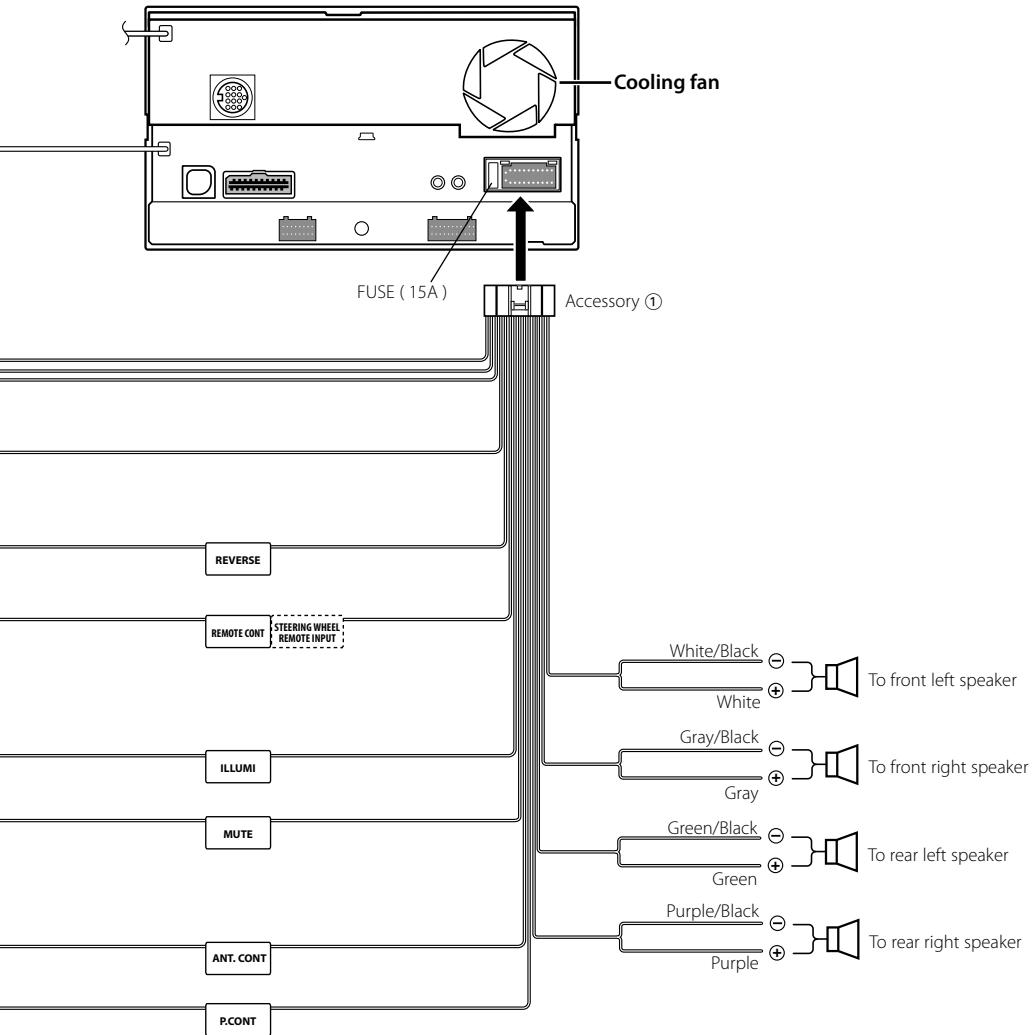 Cooling fan
FUSE ( 15A )
Accessory ①
REVERSE
REMOTE CONT
STEERING WHEEL
REMOTE INPUT
White/Black
⊖
⊕
White
To front left speaker
Gray/Black
⊖
⊕
Gray
To front right speaker
ILLUMI
MUTE
Green/Black
⊖
⊕
Green
To rear left speaker
Purple/Black
⊖
⊕
Purple
To rear right speaker
ANT. CONT
P.CONT